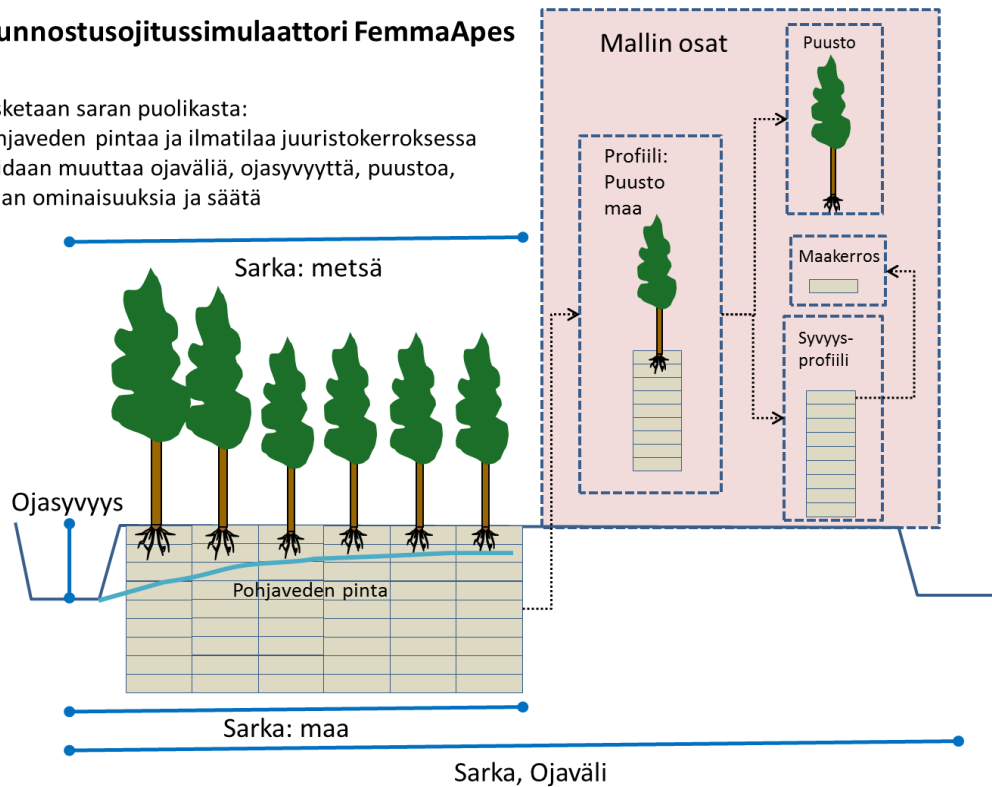 unnostusojitussimulaattori FemmaApes
sketaan saran puolikasta:
hjaveden pintaa ja ilmatilaa juuristokerroksessa
idaan muuttaa ojaväliä, ojasyvyyttä, puustoa,
an ominaisuuksia ja säätä
Sarka: metsä
Ojasyvyys
Pohjaveden pinta
Sarka: maa
Sarka, Ojaväli
Mallin osat
Profiili:
Puusto
maa
Puusto
Maakerros
Syvyys-
profiili